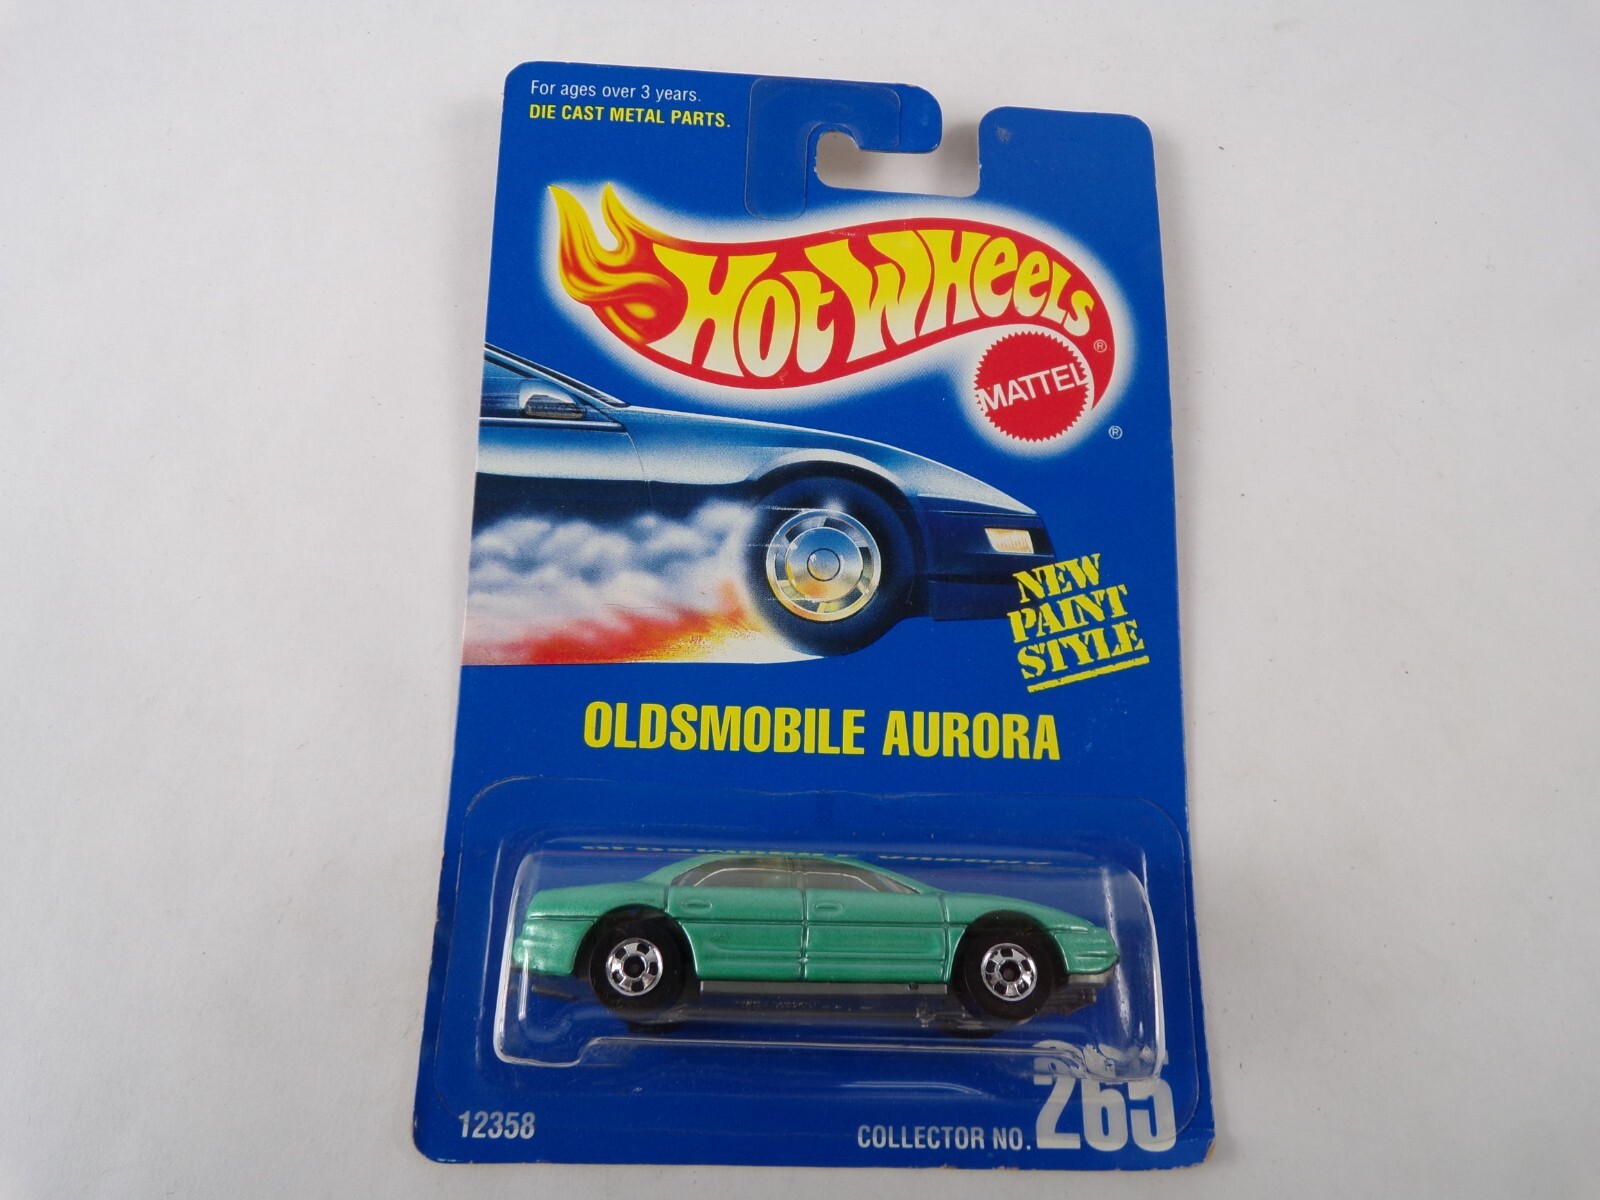 For ages over 3 years.
DIE CAST METAL PARTS.
HOT WHEELS ®
MATTEL
®
NEW
PAINT
STYLE
OLDSMOBILE AURORA
12358
COLLECTOR NO. 265